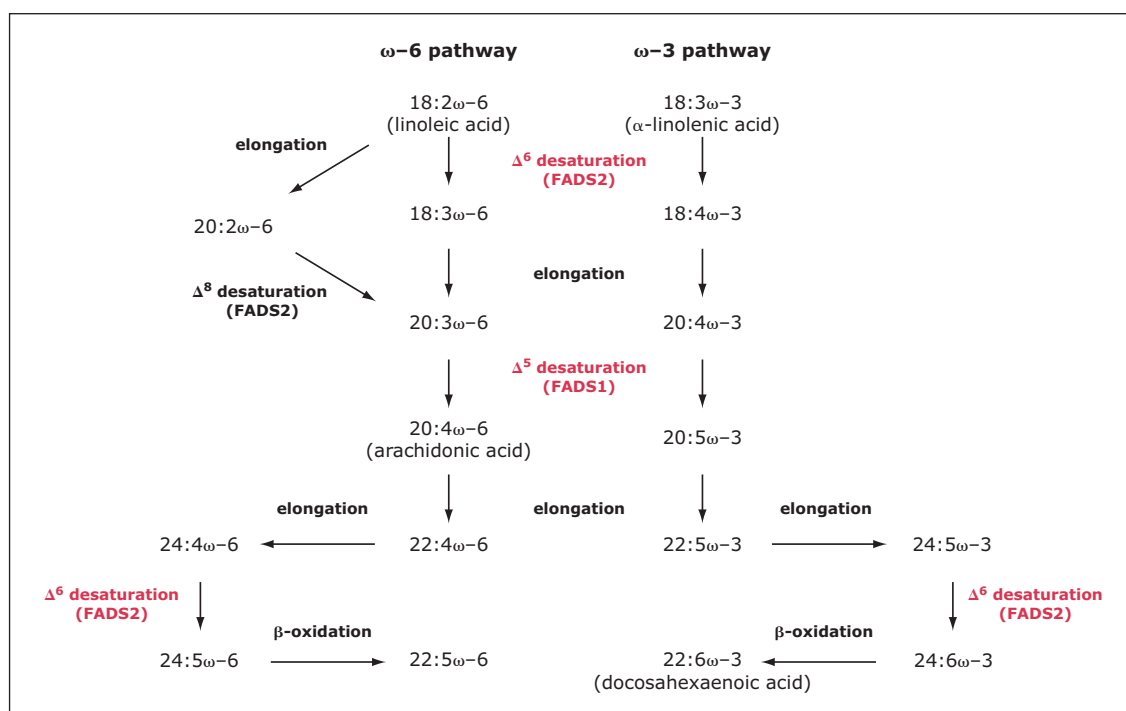 ω–6 pathway
ω–3 pathway
18:2ω–6
(linoleic acid)
18:3ω–3
(α-linolenic acid)
elongation
Δ⁶ desaturation
(FADS2)
20:2ω–6
18:3ω–6
18:4ω–3
elongation
Δ⁸ desaturation
(FADS2)
20:3ω–6
20:4ω–3
Δ⁵ desaturation
(FADS1)
20:4ω–6
(arachidonic acid)
20:5ω–3
elongation
elongation
elongation
24:4ω–6
22:4ω–6
22:5ω–3
24:5ω–3
Δ⁶ desaturation
(FADS2)
Δ⁶ desaturation
(FADS2)
β-oxidation
β-oxidation
24:5ω–6
22:5ω–6
22:6ω–3
(docosahexaenoic acid)
24:6ω–3